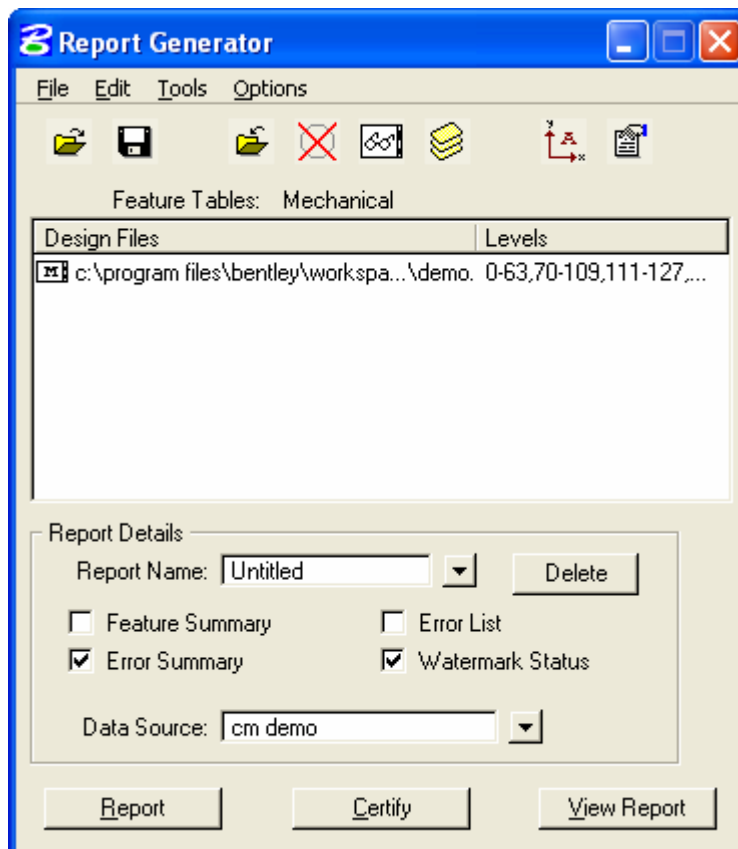 Report Generator
File Edit Tools Options
Feature Tables: Mechanical
Design Files Levels
c:\program files\bentley\workspa...\demo. 0-63,70-109,111-127,...
Report Details
Report Name: Untitled Delete
Feature Summary Error List
Error Summary Watermark Status
Data Source: cm demo
Report Certify View Report